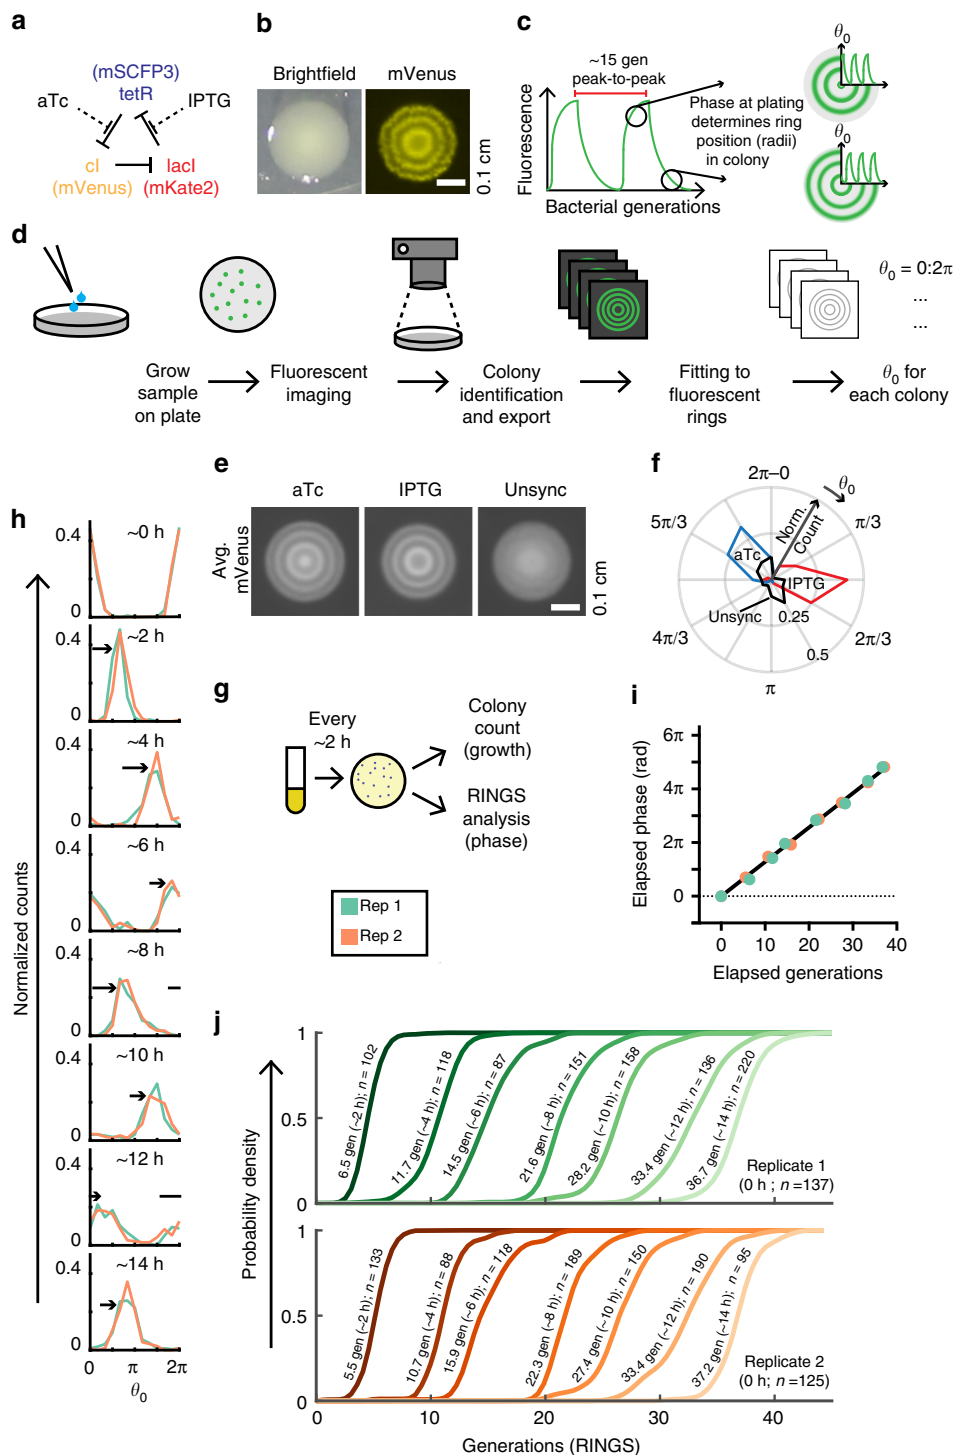 a
(mSCFP3)
tetR
aTc
IPTG
cI
(mVenus)
lacI
(mKate2)
b
Brightfield
mVenus
0.1 cm
c
Fluorescence
~15 gen
peak-to-peak
Bacterial generations
Phase at plating
determines ring
position (radii)
in colony
θ0
θ0
d
θ0 = 0:2π
...
...
Grow
sample
on plate
Fluorescent
imaging
Colony
identification
and export
Fitting to
fluorescent
rings
θ0 for
each colony
e
aTc
IPTG
Unsync
Avg.
mVenus
0.1 cm
f
2π–0
θ0
π/3
2π/3
π
4π/3
5π/3
Norm.
Count
aTc
IPTG
Unsync
0.25
0.5
g
Every
~2 h
Colony
count
(growth)
RINGS
analysis
(phase)
Rep 1
Rep 2
h
Normalized counts
0.4
~0 h
0
0.4
~2 h
0
0.4
~4 h
0
0.4
~6 h
0
0.4
~8 h
0
0.4
~10 h
0
0.4
~12 h
0
0.4
~14 h
0
0
π
2π
θ0
i
Elapsed phase (rad)
6π
4π
2π
0
0
10
20
30
40
Elapsed generations
j
Probability density
1
0.5
0
6.5 gen (~2 h); n = 102
11.7 gen (~4 h); n = 118
14.5 gen (~6 h); n = 87
21.6 gen (~8 h); n = 151
28.2 gen (~10 h); n = 158
33.4 gen (~12 h); n = 136
36.7 gen (~14 h); n = 220
Replicate 1
(0 h ; n =137)
1
0.5
0
5.5 gen (~2 h); n = 133
10.7 gen (~4 h); n = 88
15.9 gen (~6 h); n = 118
22.3 gen (~8 h); n = 189
27.4 gen (~10 h); n = 150
33.4 gen (~12 h); n = 190
37.2 gen (~14 h); n = 95
Replicate 2
(0 h; n =125)
0
10
20
30
40
Generations (RINGS)